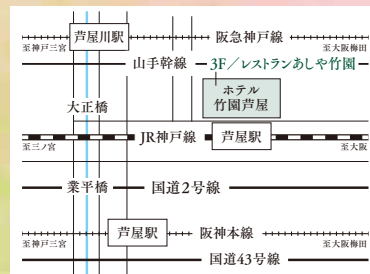 芦屋川駅
阪急神戸線
至神戸三宮
至大阪梅田
山手幹線
3F／レストランあしや竹園
ホテル
竹園芦屋
大正橋
JR神戸線
芦屋駅
至三ノ宮
至大阪
業平橋
国道2号線
芦屋駅
阪神本線
至神戸三宮
至大阪梅田
国道43号線